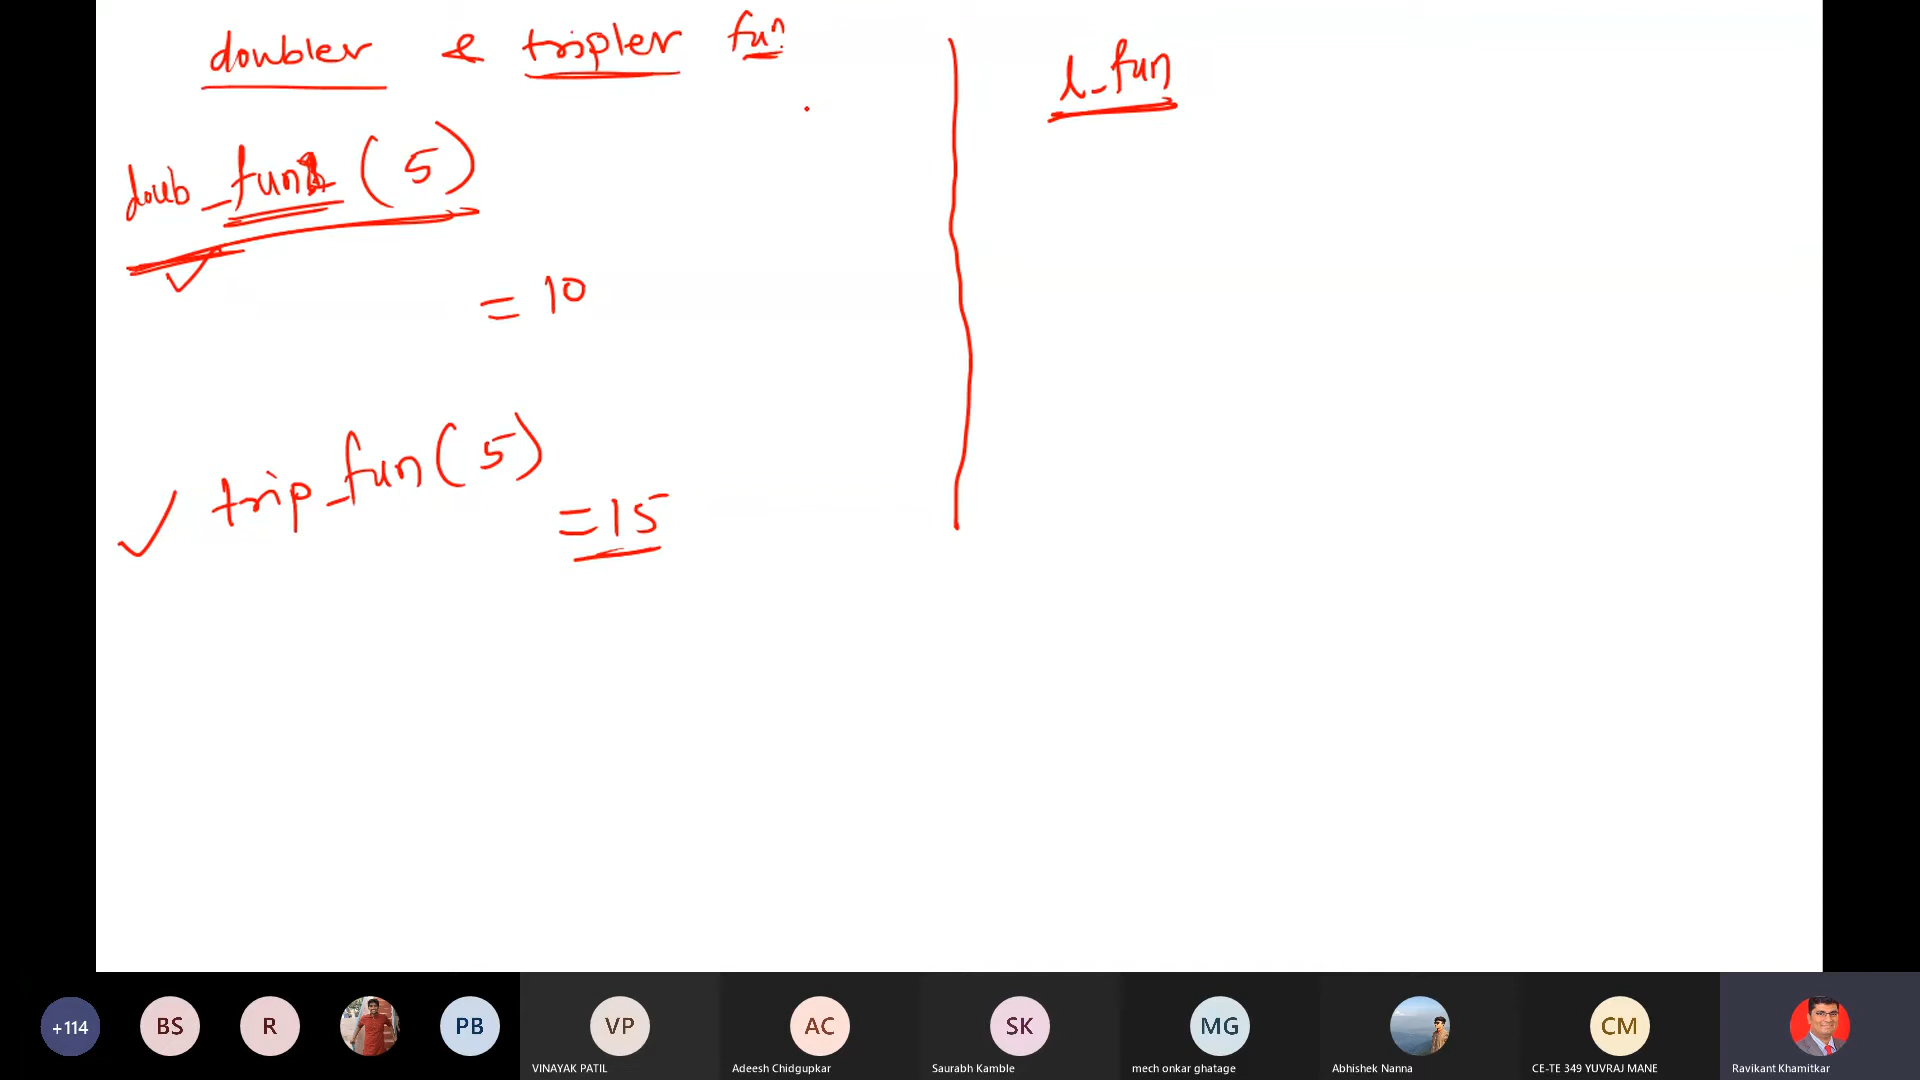 doubler & tripler fun
doub_fun (5)
= 10
trip_fun(5)
=15
l_fun
+114
BS
R
PB
VP
AC
SK
MG
CM
VINAYAK PATIL
Adeesh Chidgupkar
Saurabh Kamble
mech onkar ghatage
Abhishek Nanna
CE-TE 349 YUVRAJ MANE
Ravikant Khamitkar